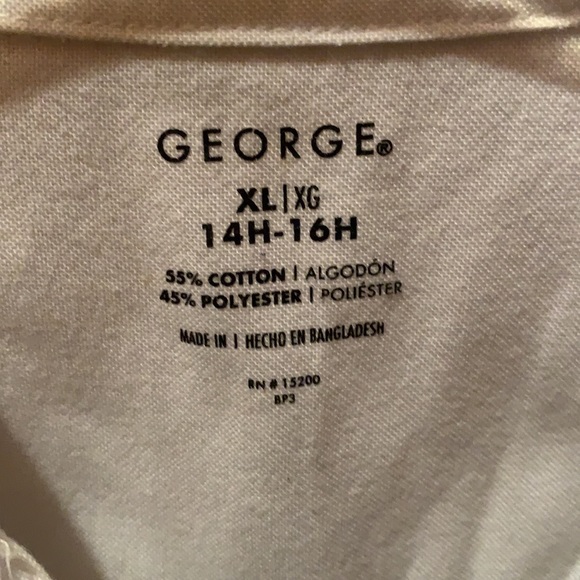 GEORGE®
XL | XG
14H-16H
55% COTTON | ALGODÓN
45% POLYESTER | POLIÉSTER
MADE IN | HECHO EN BANGLADESH
RN # 15200
BP3